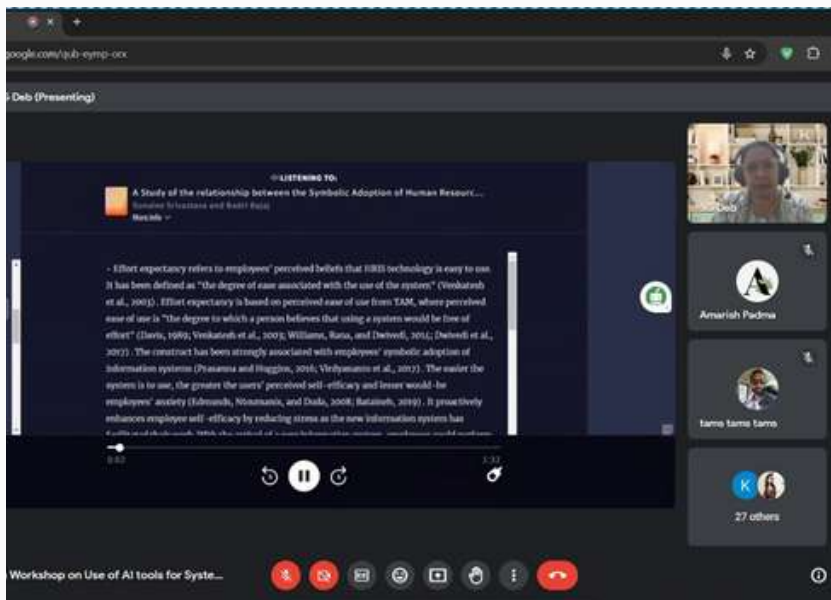 google.com/qub-eymp-orx
Deb (Presenting)
LISTENING TO:
A Study of the relationship between the Symbolic Adoption of Human Resourc...
Srivastava and Bajaj
More info
- Effort expectancy refers to employees' perceived beliefs that HRIS technology is easy to use.
It has been defined as "the degree of ease associated with the use of the system" (Venkatesh
et al., 2003). Effort expectancy is based on perceived ease of use from TAM, where perceived
ease of use is "the degree to which a person believes that using a system would be free of
effort" (Davis, 1989; Venkatesh et al., 2003; Williams, Rana, and Dwivedi, 2015; Dwivedi et al.,
2017). The construct has been strongly associated with employees' symbolic adoption of
information systems (Prasanna and Huggins, 2016; et al., 2017). The easier the
system is to use, the greater the users' perceived self-efficacy and lesser would-be
employees' anxiety (Edmunds, Ntoumanis, and Duda, 2008; Bataineh, 2019). It proactively
enhances employee self-efficacy by reducing stress as the new information system has
0:02
Deb
Amarish Padma
tams tams tams
K
27 others
Workshop on Use of AI tools for Syste...